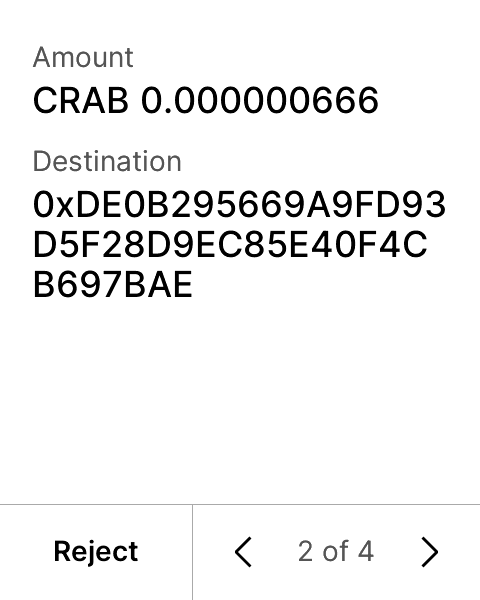 Amount
CRAB 0.000000666
Destination
0xDE0B295669A9FD93
D5F28D9EC85E40F4C
B697BAE
Reject
2 of 4